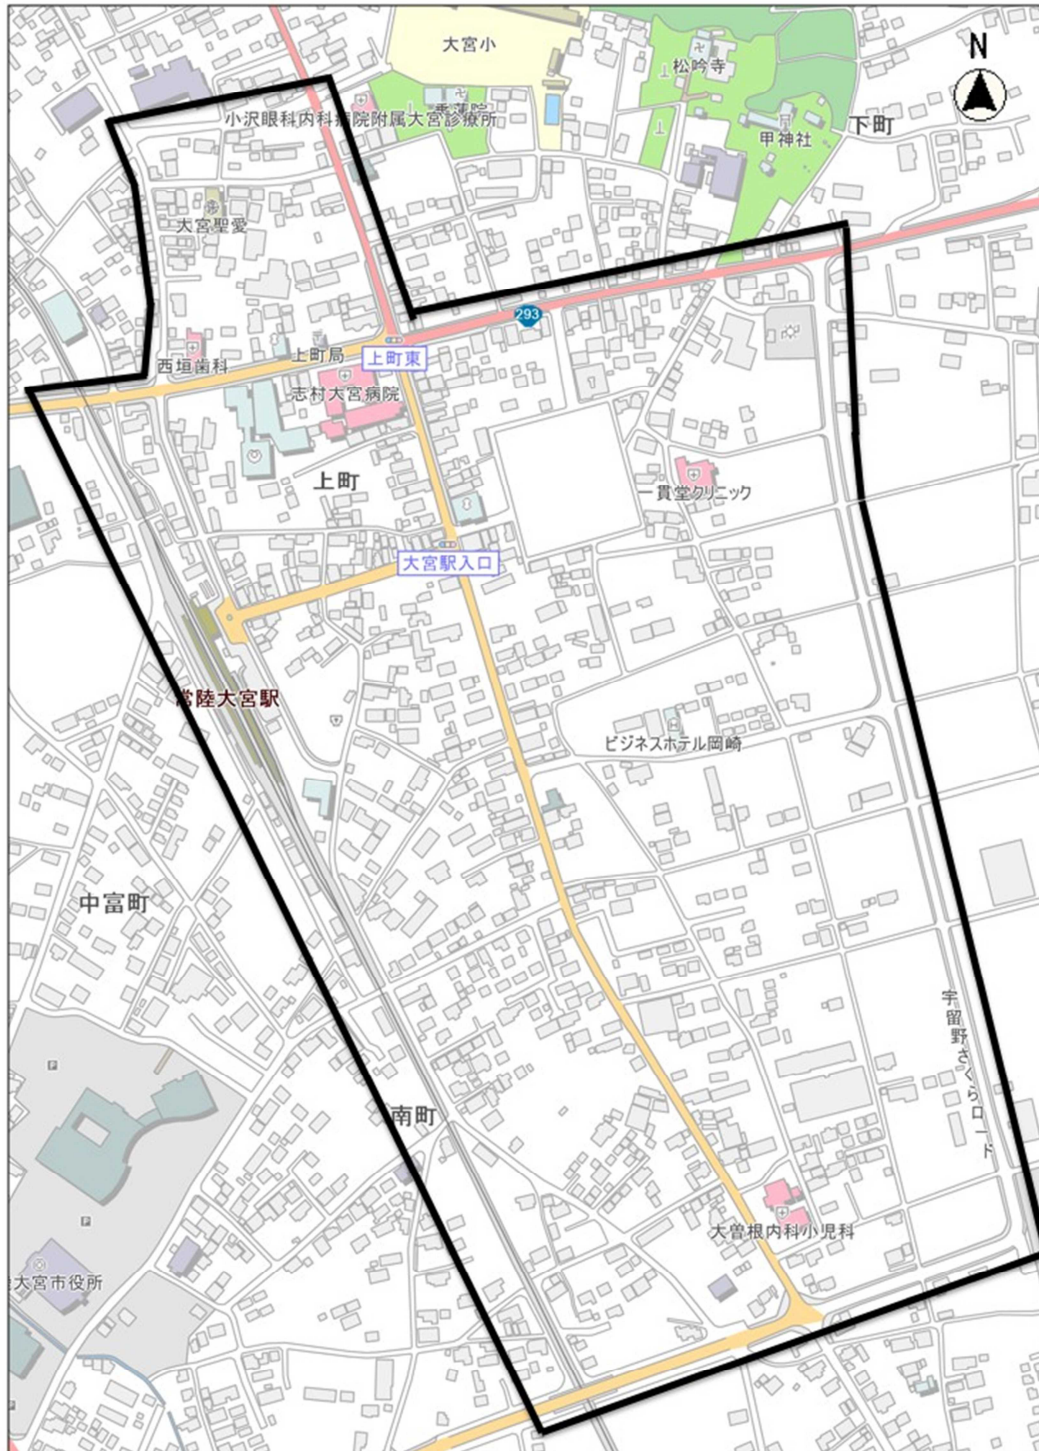 大宮小
N
松吟寺
小沢眼科内科病院附属大宮診療所
甲神社
下町
大宮聖愛
293
上町局
上町東
西垣歯科
志村大宮病院
上町
一貫堂クリニック
大宮駅入口
常陸大宮駅
ビジネスホテル岡崎
中富町
宇留野さくらロード
P
南町
P
大曽根内科小児科
大宮市役所
P